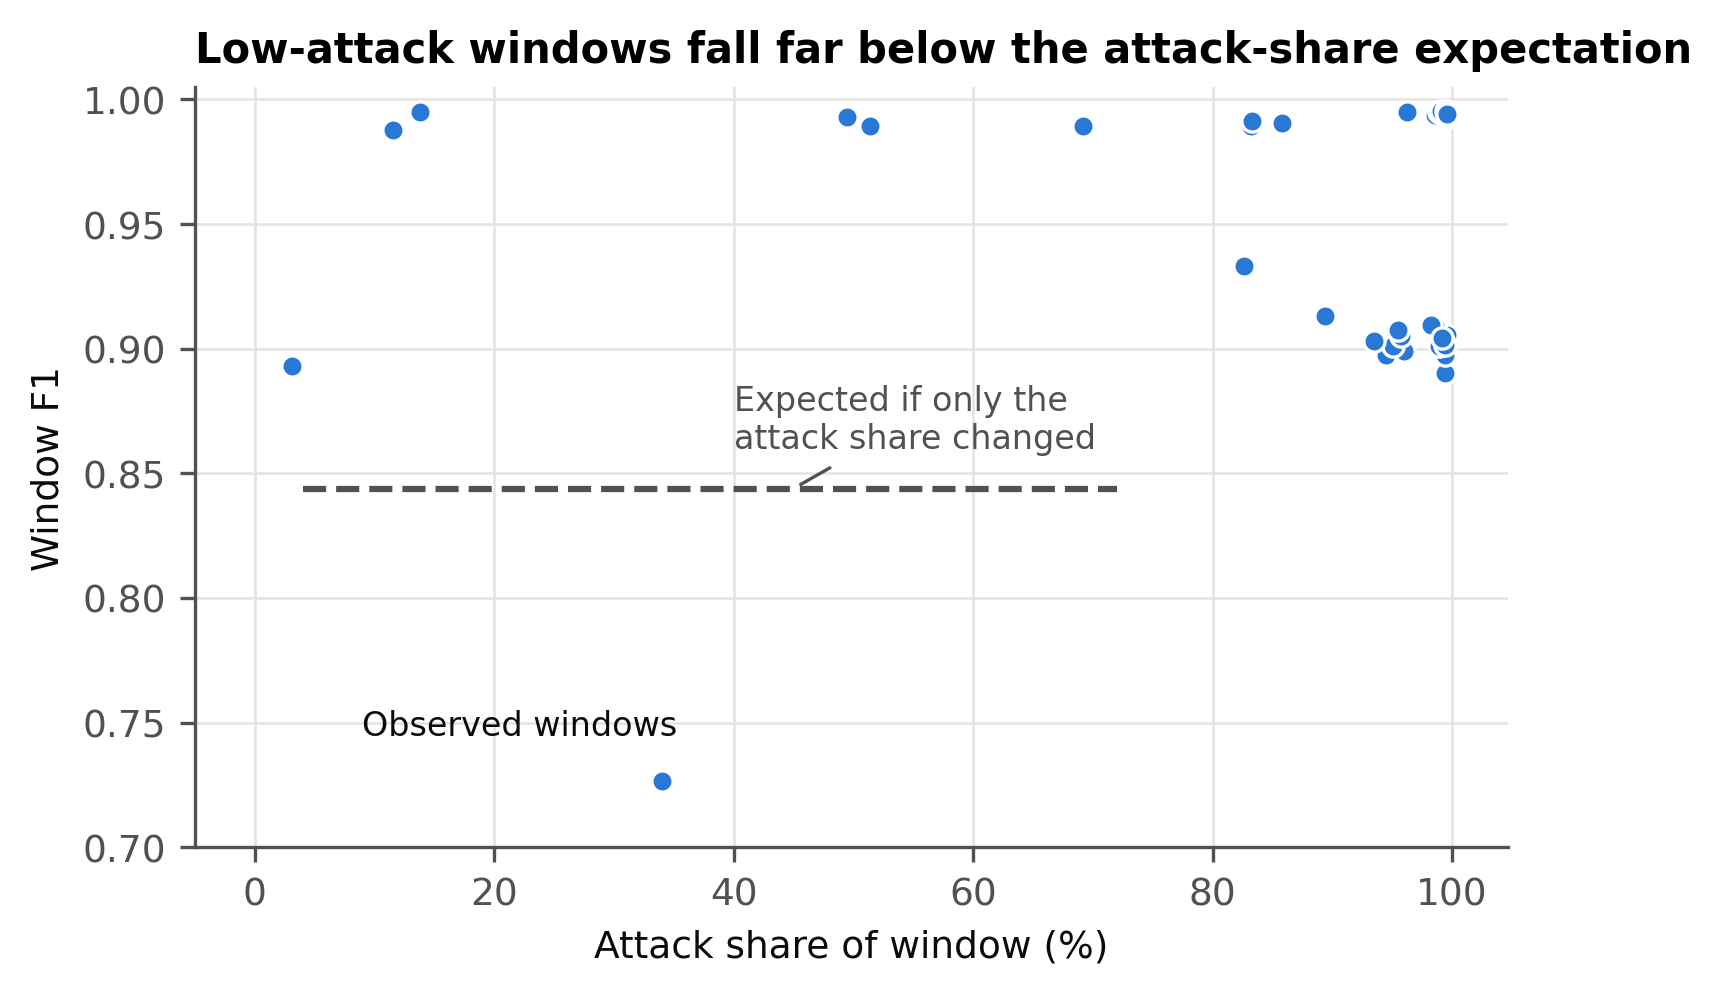 Low-attack windows fall far below the attack-share expectation
1.00
0.95
0.90
0.85
0.80
0.75
0.70
Window F1
Expected if only the
attack share changed
Observed windows
0 20 40 60 80 100
Attack share of window (%)